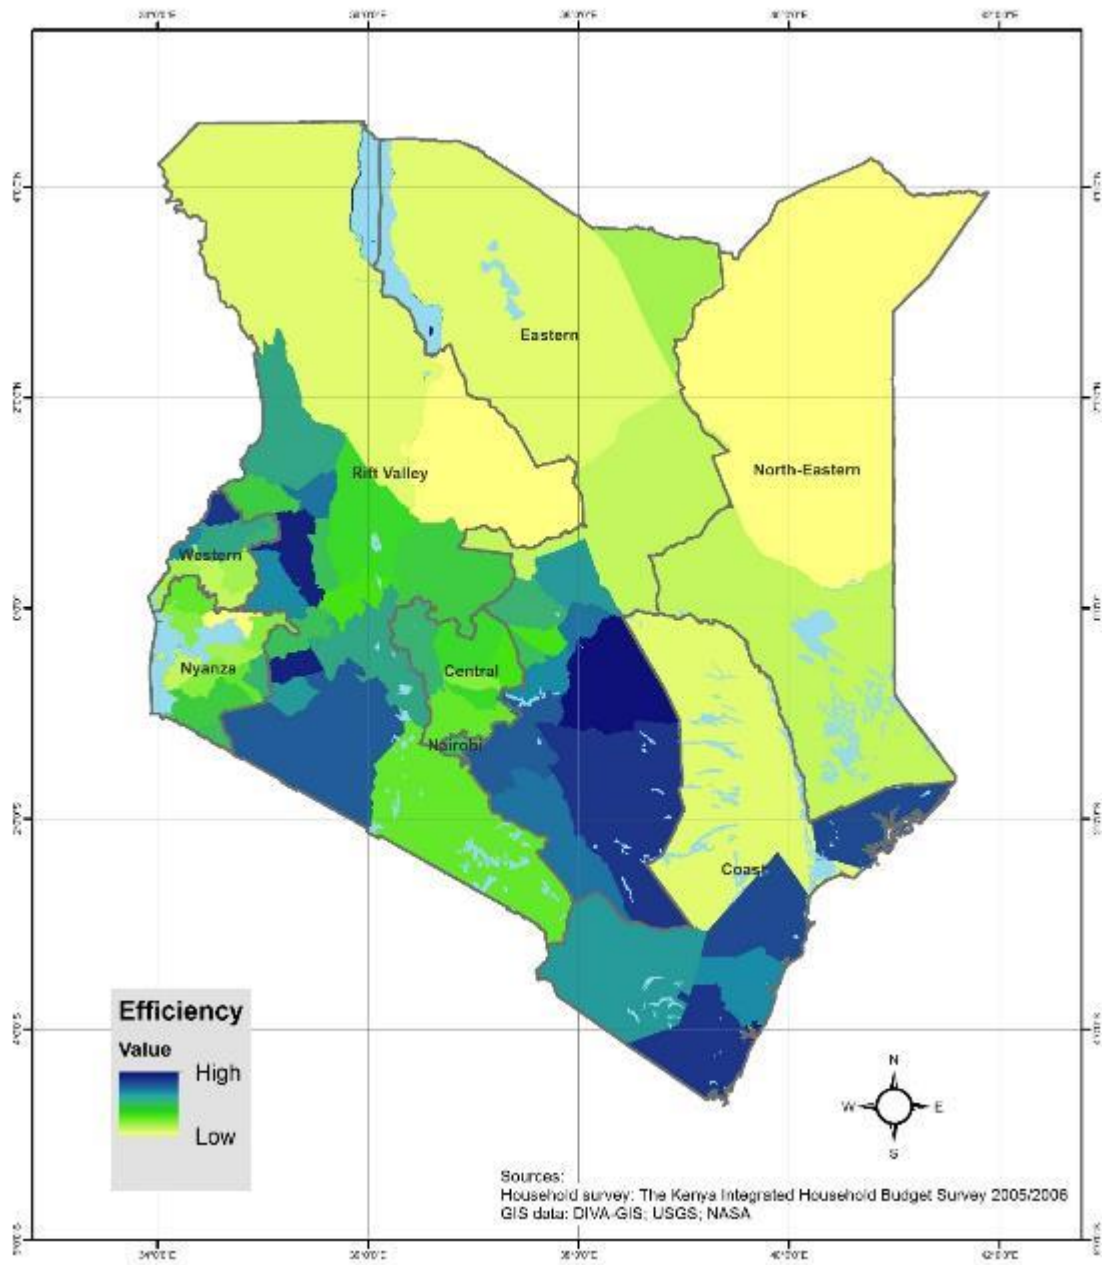 Eastern
Rift Valley
North-Eastern
Western
Nyanza
Central
Nairobi
Coast
Efficiency
Value
High
Low
N
W
E
S
Sources:
Household survey: The Kenya Integrated Household Budget Survey 2005/2006
GIS data: DIVA-GIS; USGS; NASA